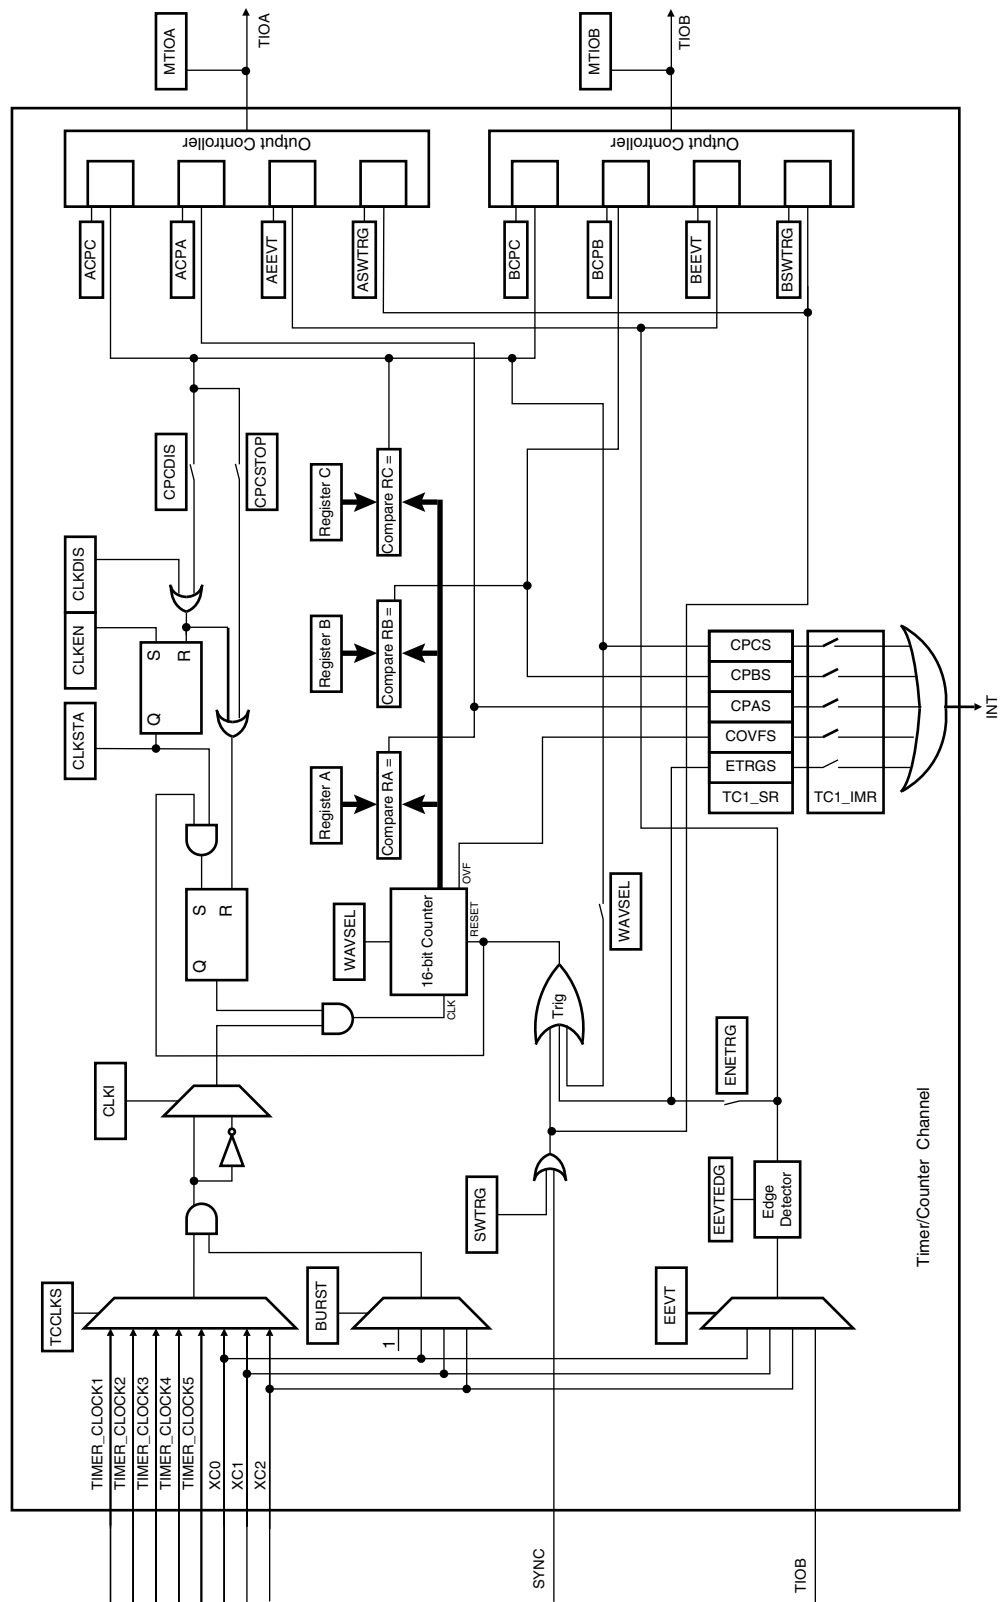 TCCLKS
TIMER_CLOCK1
TIMER_CLOCK2
TIMER_CLOCK3
TIMER_CLOCK4
TIMER_CLOCK5
XC0
XC1
XC2
CLKI
CLKSTA
CLKEN
CLKDIS
Q
S
R
Q
S
R
CPCDIS
CPCSTOP
ACPC
ACPA
AEEVT
ASWTRG
Output Controller
MTIOA
TIOA
BURST
1
WAVSEL
16-bit Counter
CLK
RESET
OVF
Register A
Register B
Register C
Compare RA =
Compare RB =
Compare RC =
SWTRG
SYNC
Trig
WAVSEL
BCPC
BCPB
BEEVT
BSWTRG
Output Controller
MTIOB
TIOB
EEVT
TIOB
EEVTEDG
Edge
Detector
ENETRG
CPCS
CPBS
CPAS
COVFS
ETRGS
TC1_SR
TC1_IMR
INT
Timer/Counter Channel